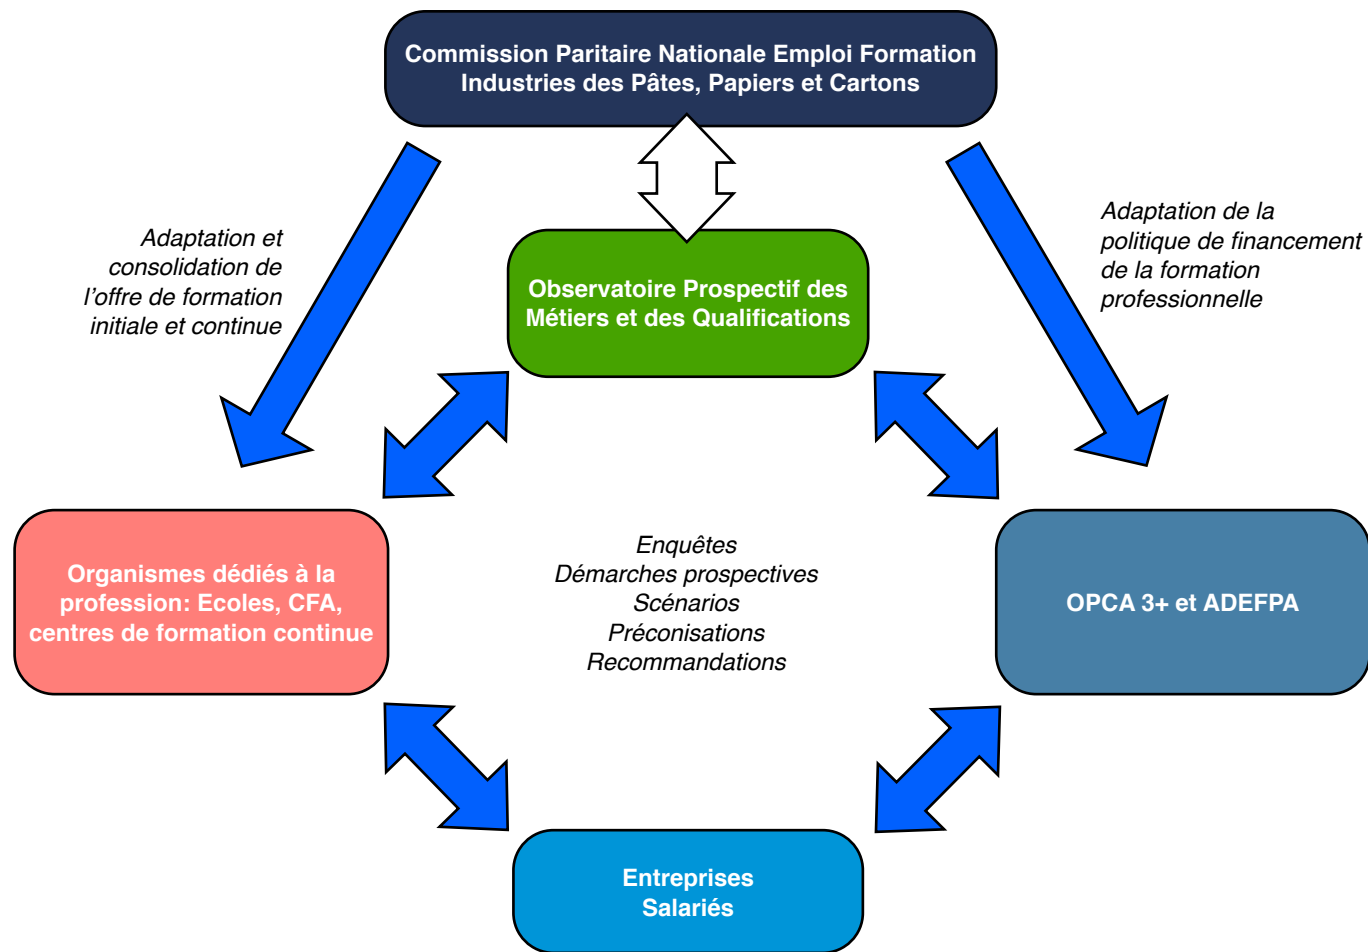 Commission Paritaire Nationale Emploi Formation
Industries des Pâtes, Papiers et Cartons
Adaptation et
consolidation de
l’offre de formation
initiale et continue
Adaptation de la
politique de financement
de la formation
professionnelle
Observatoire Prospectif des
Métiers et des Qualifications
Organismes dédiés à la
profession: Ecoles, CFA,
centres de formation continue
Enquêtes
Démarches prospectives
Scénarios
Préconisations
Recommandations
OPCA 3+ et ADEFPA
Entreprises
Salariés